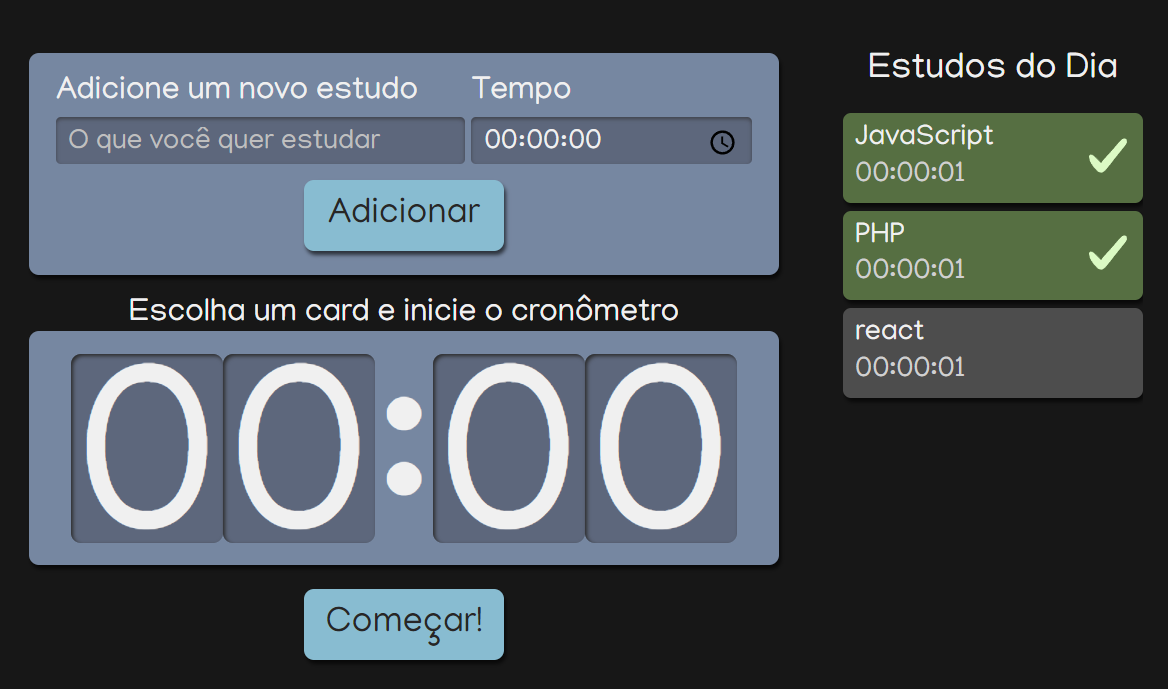 Adicione um novo estudo
Tempo
O que você quer estudar
00:00:00
Adicionar
Escolha um card e inicie o cronômetro
00:00
Começar!
Estudos do Dia
JavaScript
00:00:01
PHP
00:00:01
react
00:00:01